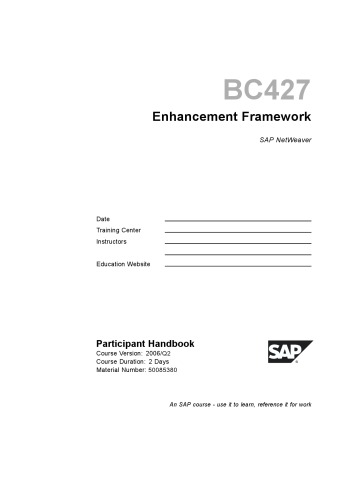 BC427
Enhancement Framework
SAP NetWeaver
Date
Training Center
Instructors
Education Website
Participant Handbook
Course Version: 2006/Q2
Course Duration: 2 Days
Material Number: 50085380
SAP
An SAP course - use it to learn, reference it for work